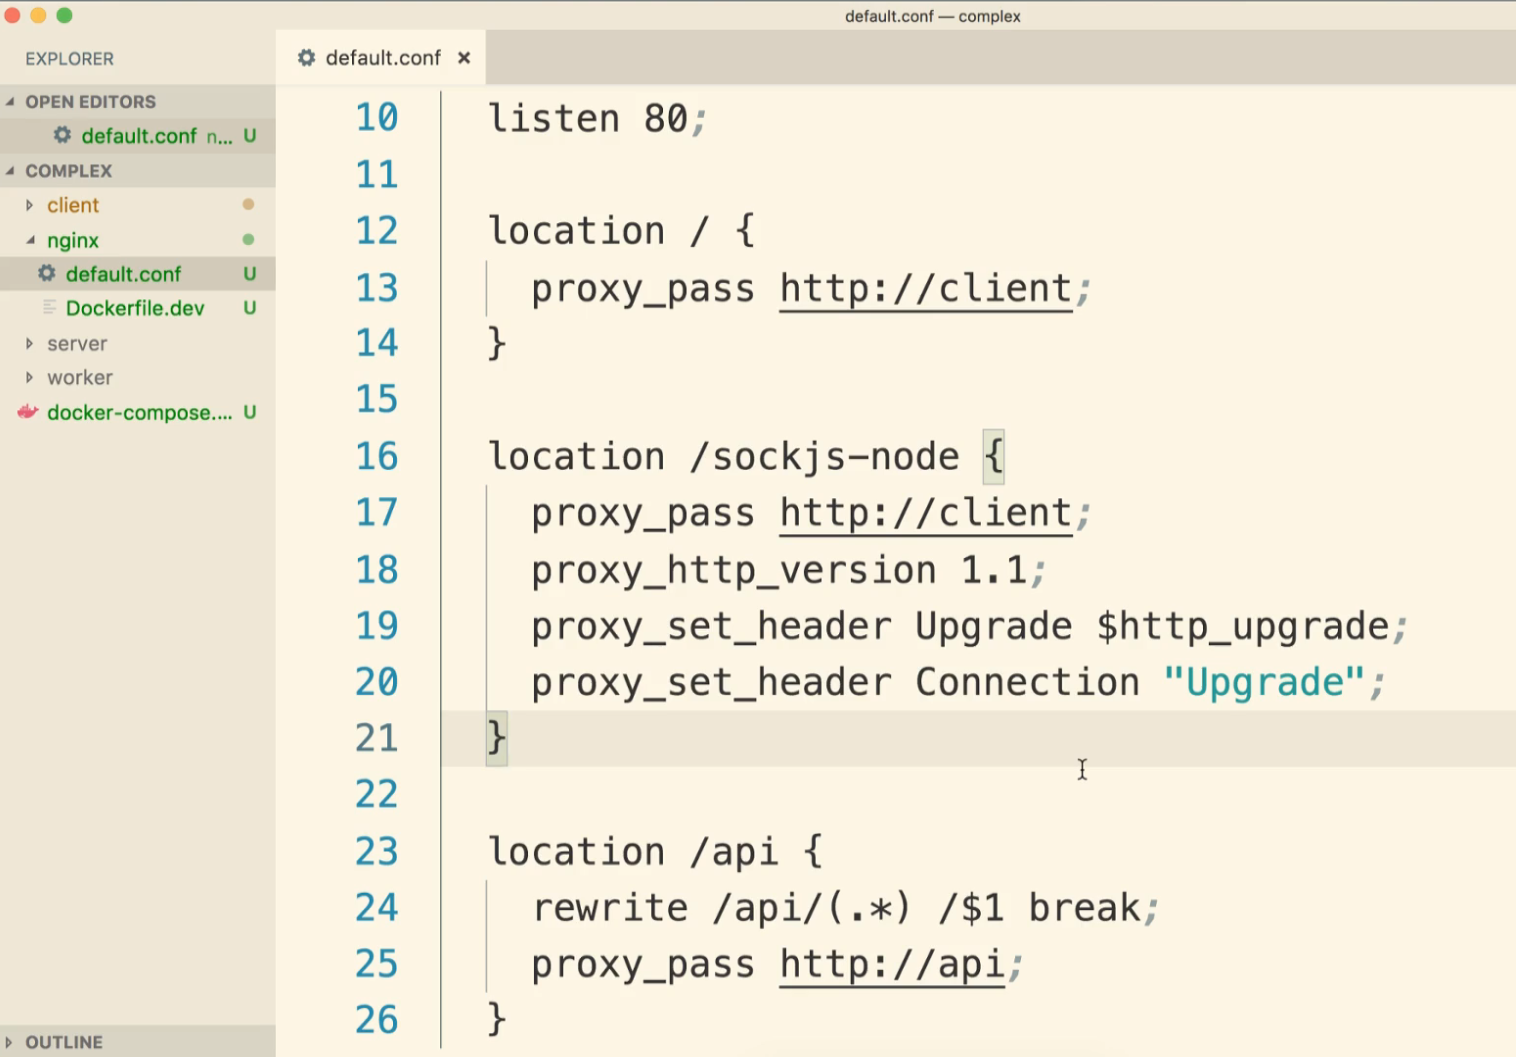 default.conf — complex
EXPLORER
OPEN EDITORS
default.conf n... U
COMPLEX
client
nginx
default.conf U
Dockerfile.dev U
server
worker
docker-compose.... U
OUTLINE
default.conf ×
10 listen 80;
11
12 location / {
13 proxy_pass http://client;
14 }
15
16 location /sockjs-node {
17 proxy_pass http://client;
18 proxy_http_version 1.1;
19 proxy_set_header Upgrade $http_upgrade;
20 proxy_set_header Connection "Upgrade";
21 }
22
23 location /api {
24 rewrite /api/(.*) /$1 break;
25 proxy_pass http://api;
26 }